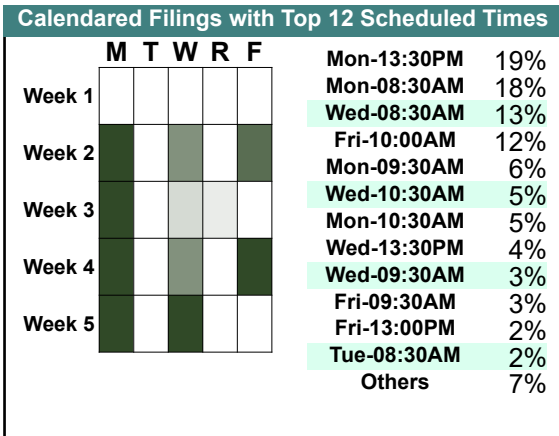 Calendared Filings with Top 12 Scheduled Times
M T W R F
Week 1
Week 2
Week 3
Week 4
Week 5
Mon-13:30PM 19%
Mon-08:30AM 18%
Wed-08:30AM 13%
Fri-10:00AM 12%
Mon-09:30AM 6%
Wed-10:30AM 5%
Mon-10:30AM 5%
Wed-13:30PM 4%
Wed-09:30AM 3%
Fri-09:30AM 3%
Fri-13:00PM 2%
Tue-08:30AM 2%
Others 7%